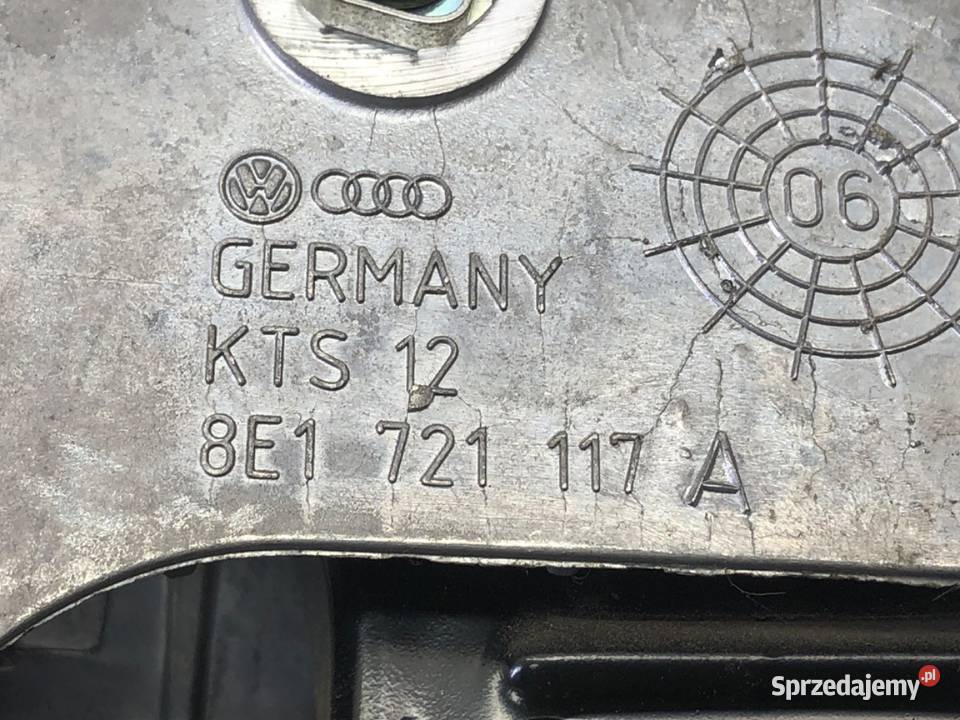 06
GERMANY
KTS 12
8E1 721 117 A
Sprzedajemy.pl